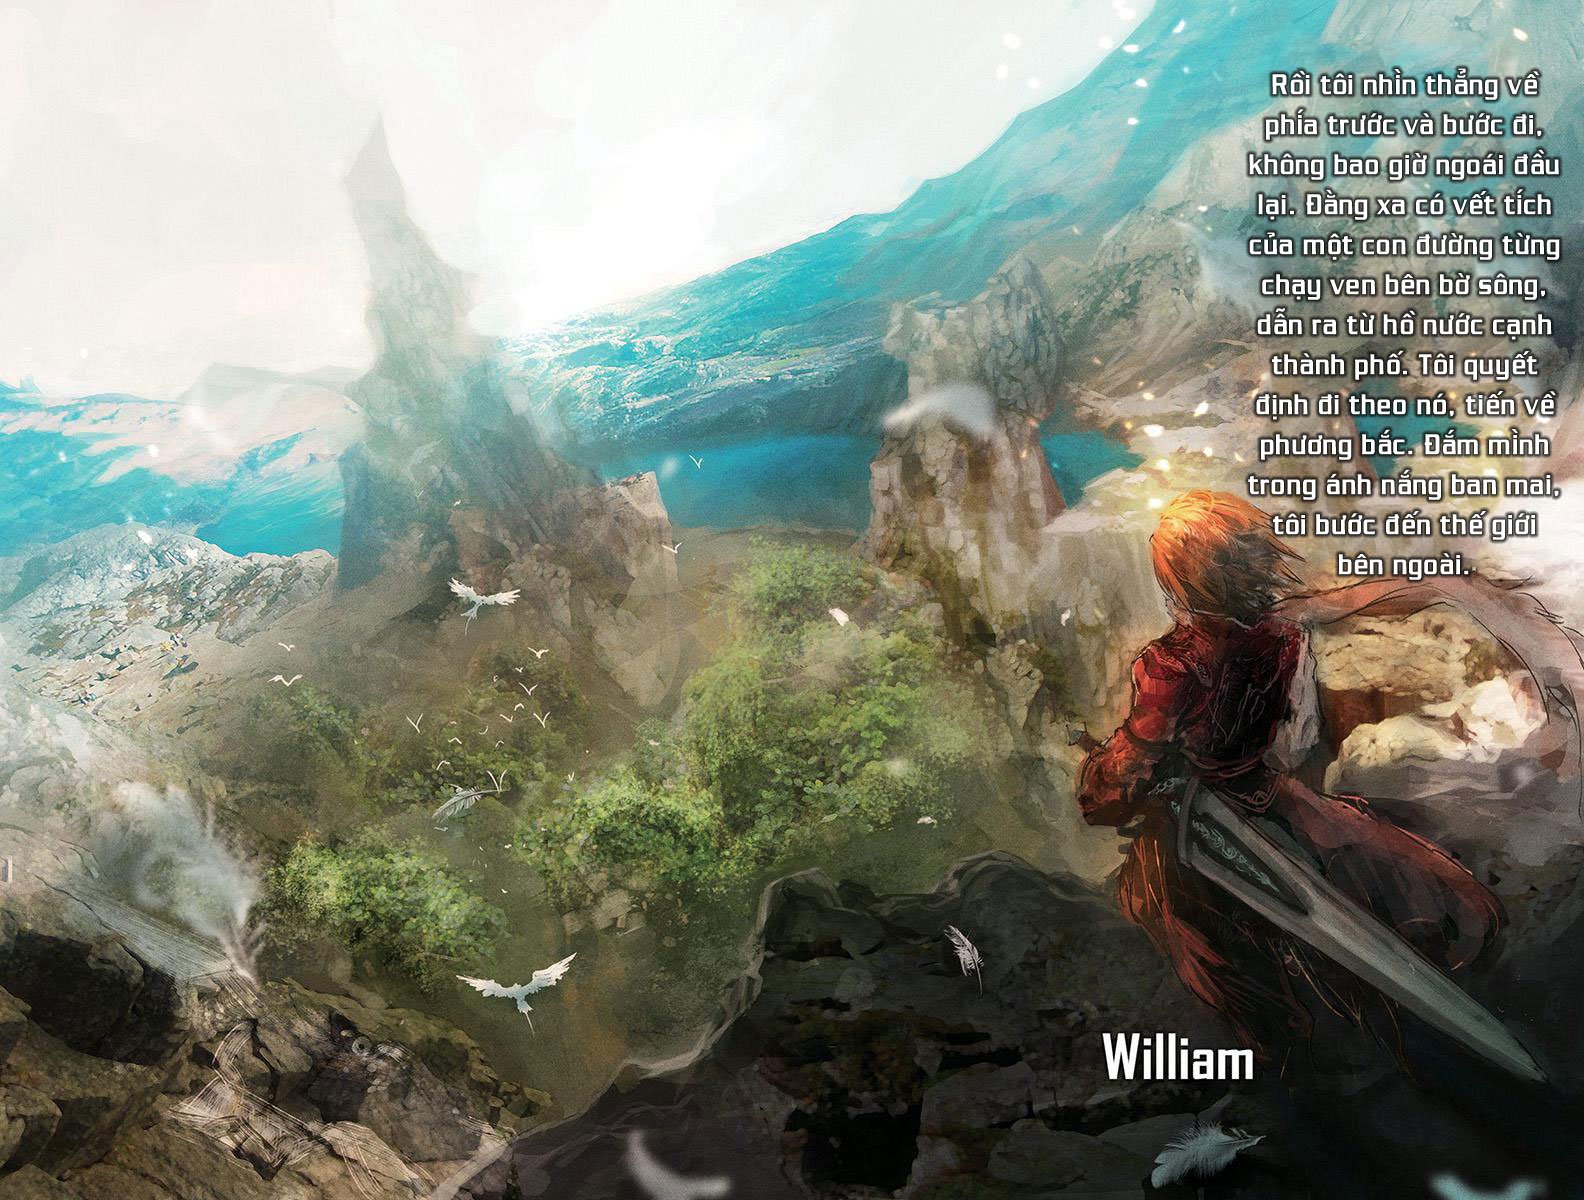 Rồi tôi nhìn thẳng về
phía trước và bước đi,
không bao giờ ngoái đầu
lại. Đằng xa có vết tích
của một con đường từng
chạy ven bên bờ sông,
dẫn ra từ hồ nước cạnh
thành phố. Tôi quyết
định đi theo nó, tiến về
phương bắc. Đắm mình
trong ánh nắng ban mai,
tôi bước đến thế giới
bên ngoài.
William